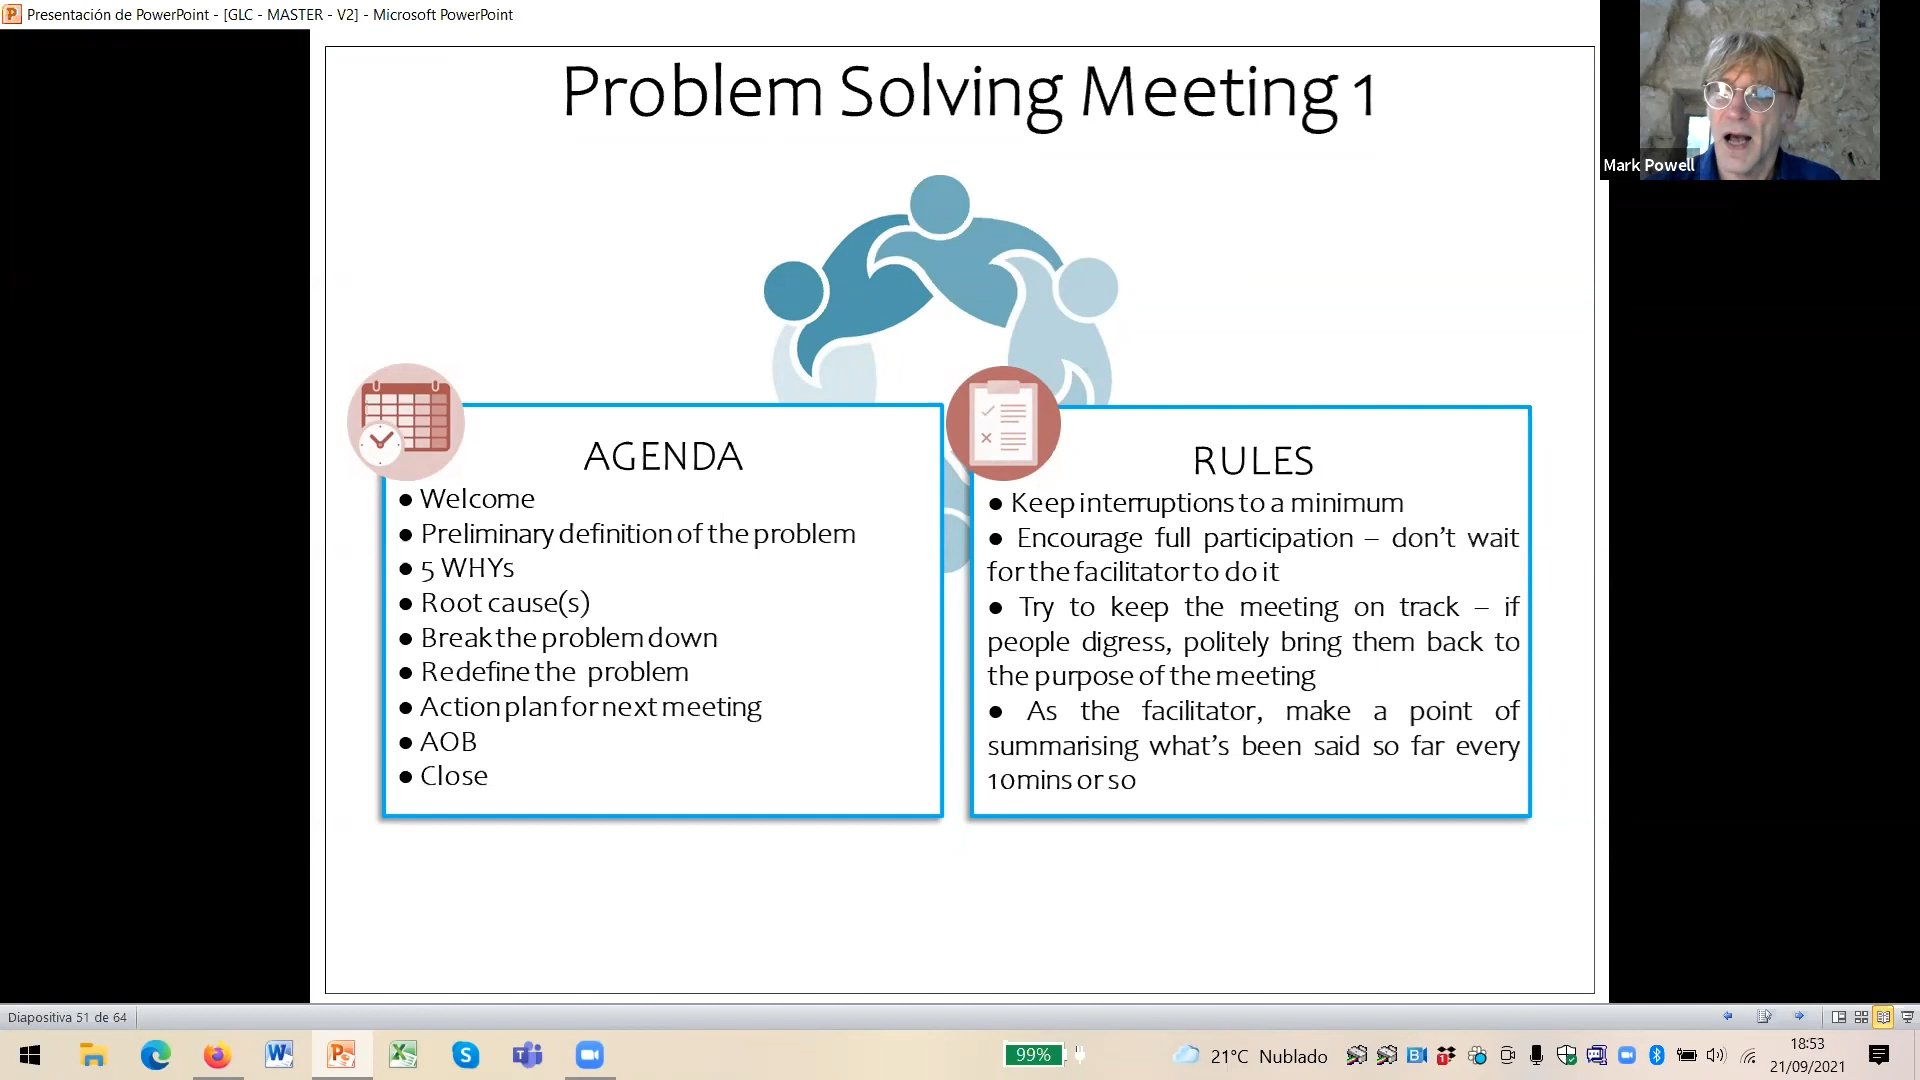 Presentación de PowerPoint - [GLC - MASTER - V2] - Microsoft PowerPoint
Problem Solving Meeting 1
Mark Powell
AGENDA
● Welcome
● Preliminary definition of the problem
● 5 WHYs
● Root cause(s)
● Break the problem down
● Redefine the problem
● Action plan for next meeting
● AOB
● Close
RULES
● Keep interruptions to a minimum
● Encourage full participation – don’t wait
for the facilitator to do it
● Try to keep the meeting on track – if
people digress, politely bring them back to
the purpose of the meeting
● As the facilitator, make a point of
summarising what’s been said so far every
10mins or so
Diapositiva 51 de 64
99%
21°C Nublado
18:53
21/09/2021